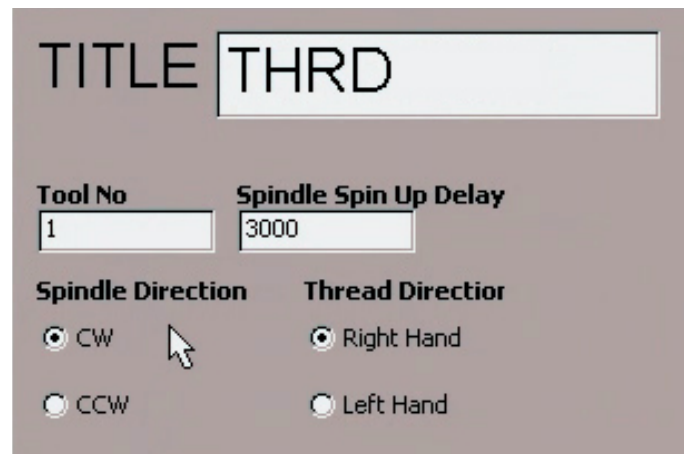 TITLE THRD
Tool No Spindle Spin Up Delay
1 3000
Spindle Direction Thread Direction
CW Right Hand
CCW Left Hand